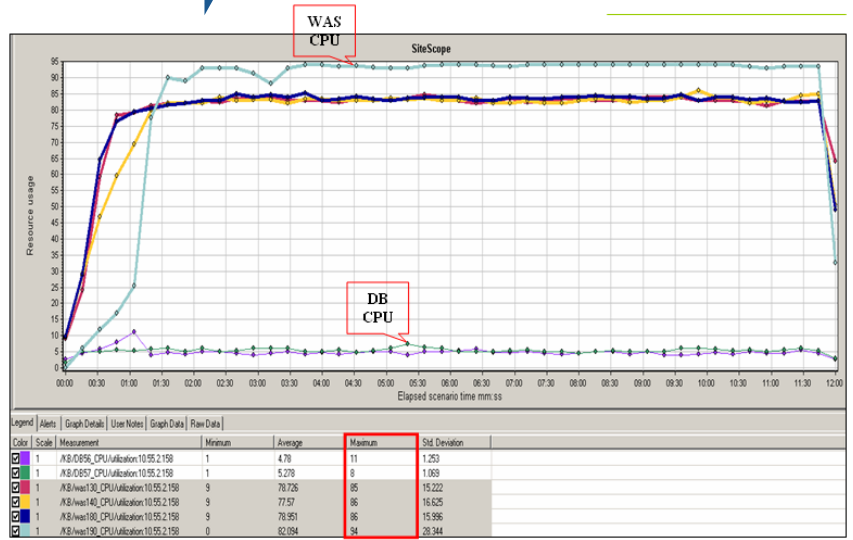 WAS
CPU
SiteScope
95
90
85
80
75
70
65
60
55
50
45
40
35
30
25
20
15
10
5
0
Resource usage
DB
CPU
00:00 00:30 01:00 01:30 02:00 02:30 03:00 03:30 04:00 04:30 05:00 05:30 06:00 06:30 07:00 07:30 08:00 08:30 09:30 10:00 10:30 11:00 11:30 12:00
Elapsed scenario time mm:ss
Legend Alerts Graph Details User Notes Graph Data Raw Data
Color Scale Measurement Minimum Average Maximum Std. Deviation
1 /KB/DB56_CPU/utilization:10.55.2.158 1 4.78 11 1.253
1 /KB/DB57_CPU/utilization:10.55.2.158 1 5.278 8 1.069
1 /KB/was130_CPU/utilization:10.55.2.158 9 78.726 85 15.222
1 /KB/was140_CPU/utilization:10.55.2.158 9 77.57 86 16.625
1 /KB/was180_CPU/utilization:10.55.2.158 9 78.951 86 15.996
1 /KB/was190_CPU/utilization:10.55.2.158 0 82.094 94 28.344